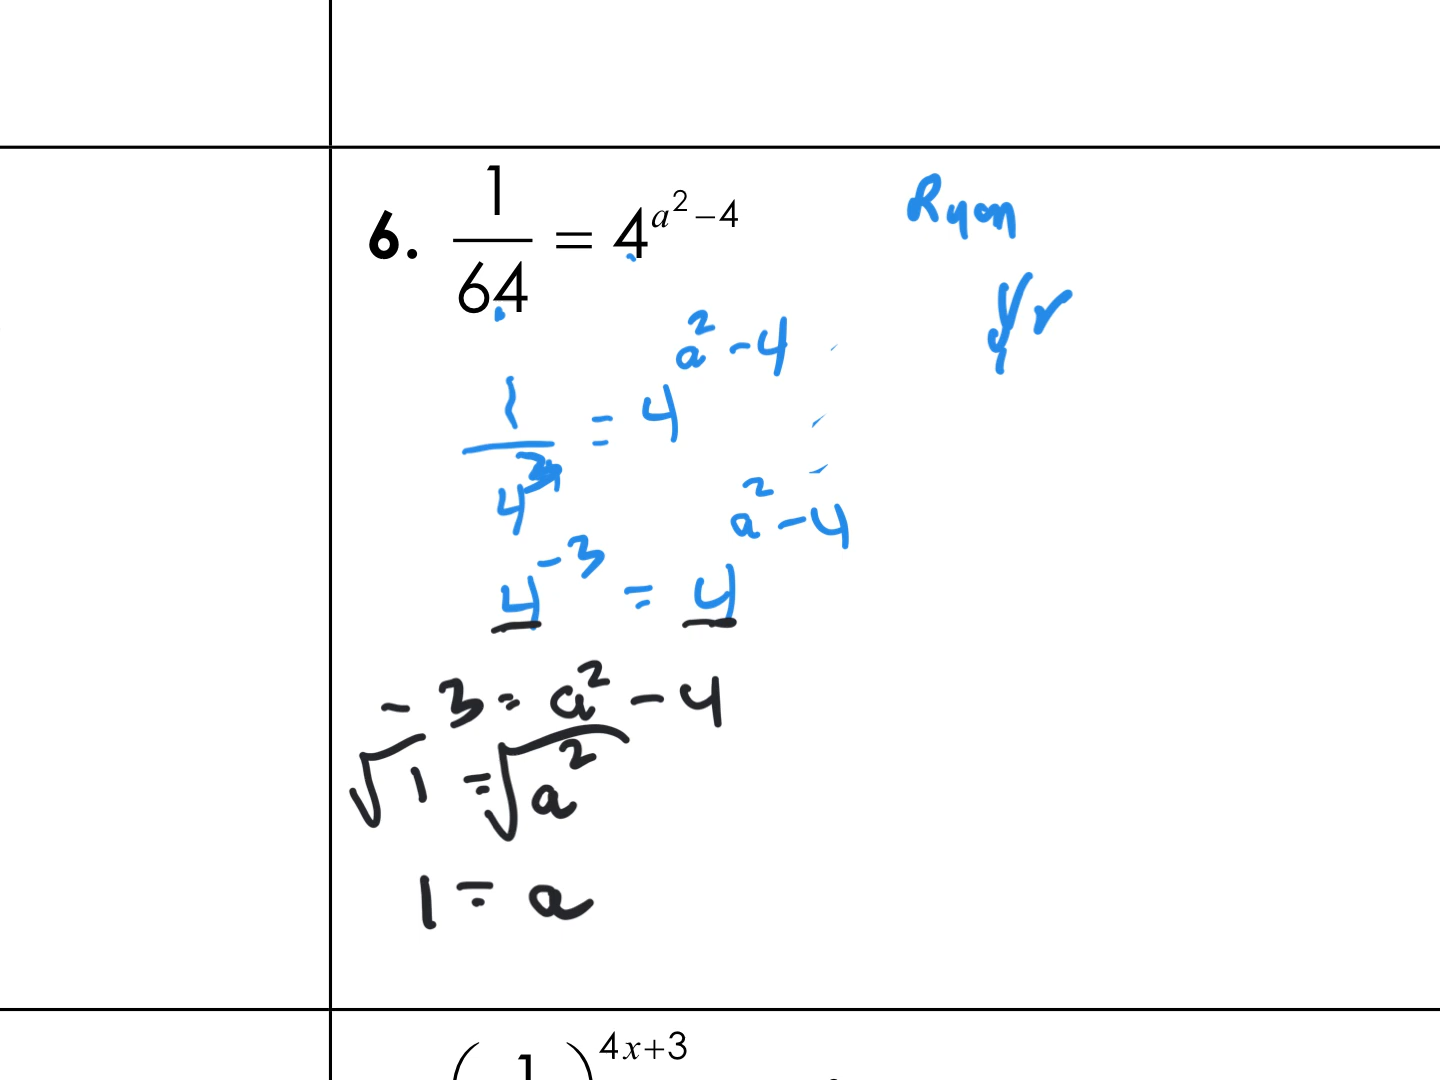 6. 1/64 = 4^(a²−4)
Ryan
Yr
1/4³ = 4^(a²-4)
4^(-3) = 4^(a²-4)
-3 = a² - 4
√1 = √a²
1 = a
(1)^(4x+3)